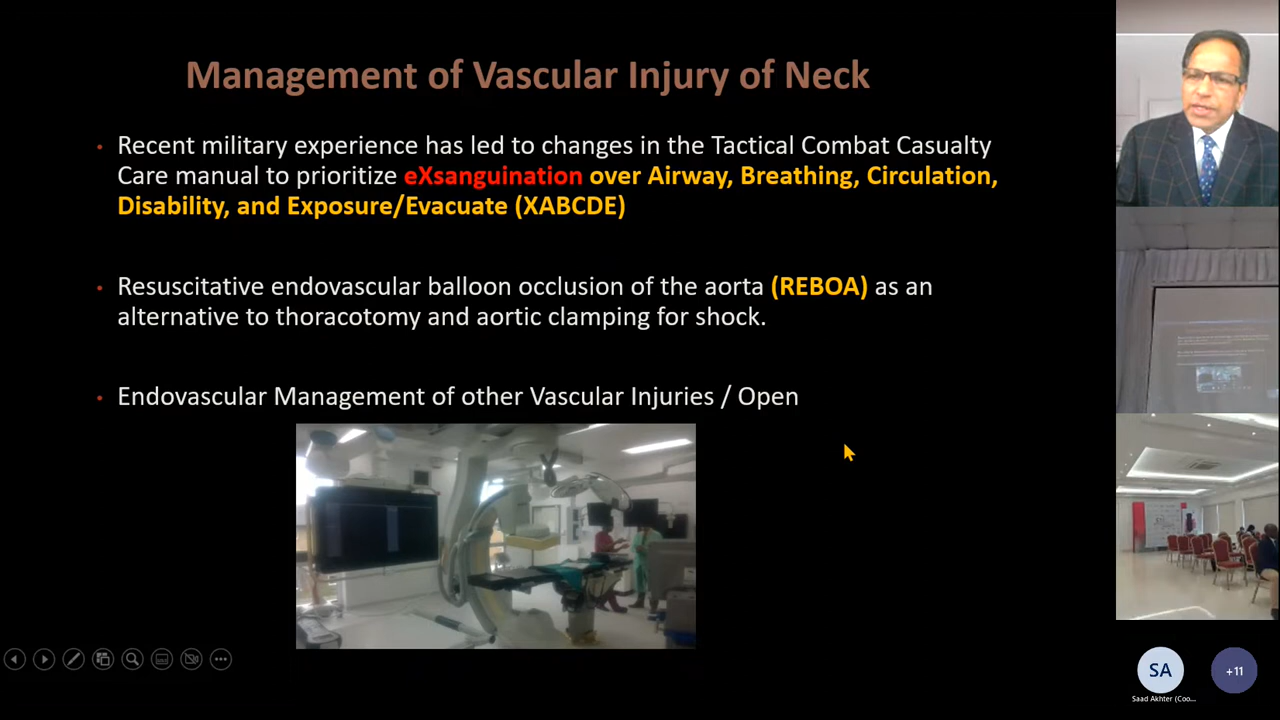 Management of Vascular Injury of Neck
• Recent military experience has led to changes in the Tactical Combat Casualty
Care manual to prioritize eXsanguination over Airway, Breathing, Circulation,
Disability, and Exposure/Evacuate (XABCDE)
• Resuscitative endovascular balloon occlusion of the aorta (REBOA) as an
alternative to thoracotomy and aortic clamping for shock.
• Endovascular Management of other Vascular Injuries / Open
SA
+11
Saad Akhter (Coo...